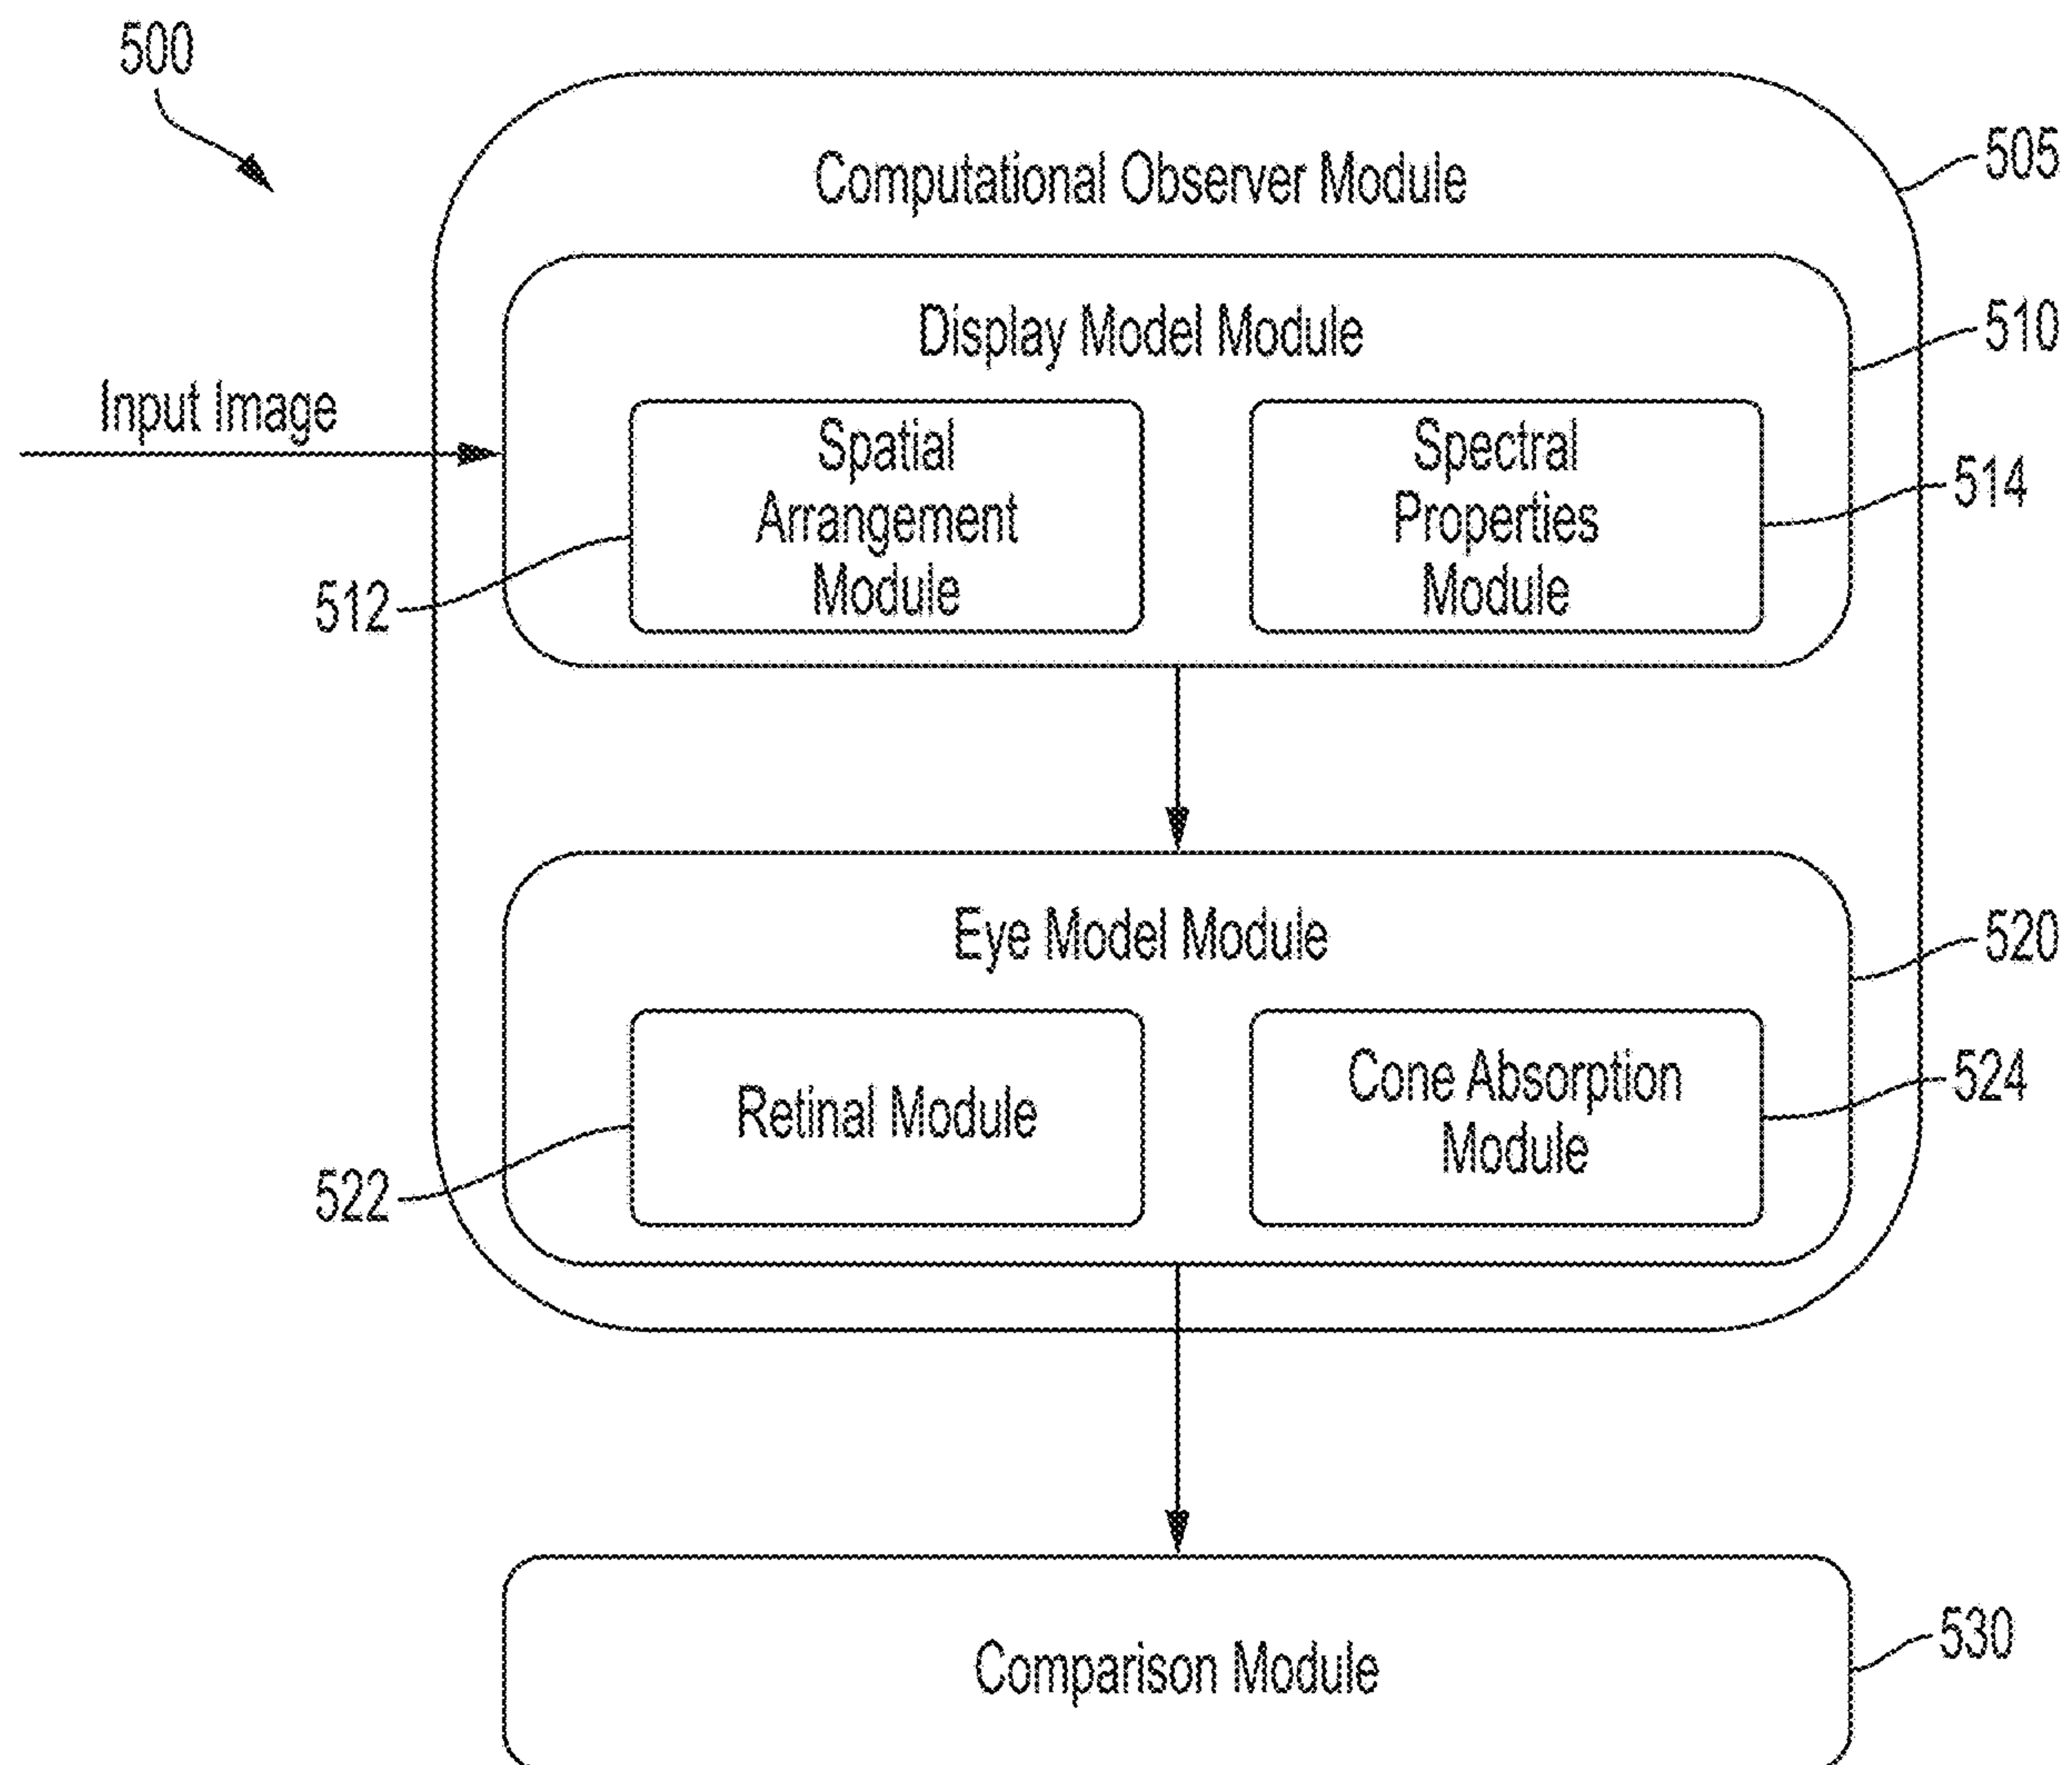 500
Computational Observer Module
505
Display Model Module
510
Input Image
Spatial
Arrangement
Module
Spectral
Properties
Module
514
512
Eye Model Module
520
Retinal Module
Cone Absorption
Module
524
522
Comparison Module
530